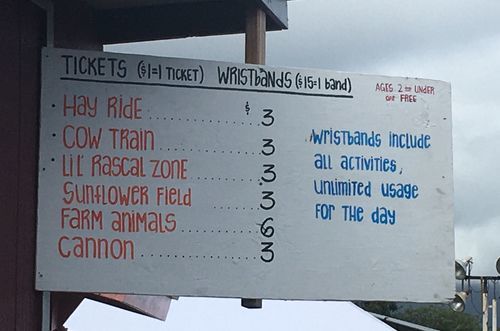 TICKETS ($1=1 TICKET) WRISTBANDS ($15=1 band)
AGES 2 & UNDER
are FREE
HAY RIDE ............ $ 3
COW TRAIN ............ 3
LIL' RASCAL ZONE ............ 3
SUNFLOWER FIELD ............ 3
FARM ANIMALS ............ 6
CANNON ............ 3
WRISTBANDS INCLUDE
ALL ACTIVITIES,
UNLIMITED USAGE
FOR THE DAY